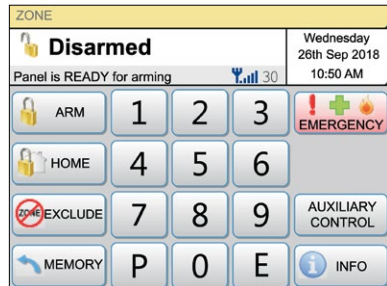 ZONE
Disarmed
Wednesday
26th Sep 2018
10:50 AM
Panel is READY for arming
30
ARM
1
2
3
EMERGENCY
HOME
4
5
6
ZONE
EXCLUDE
7
8
9
AUXILIARY
CONTROL
MEMORY
P
0
E
i
INFO